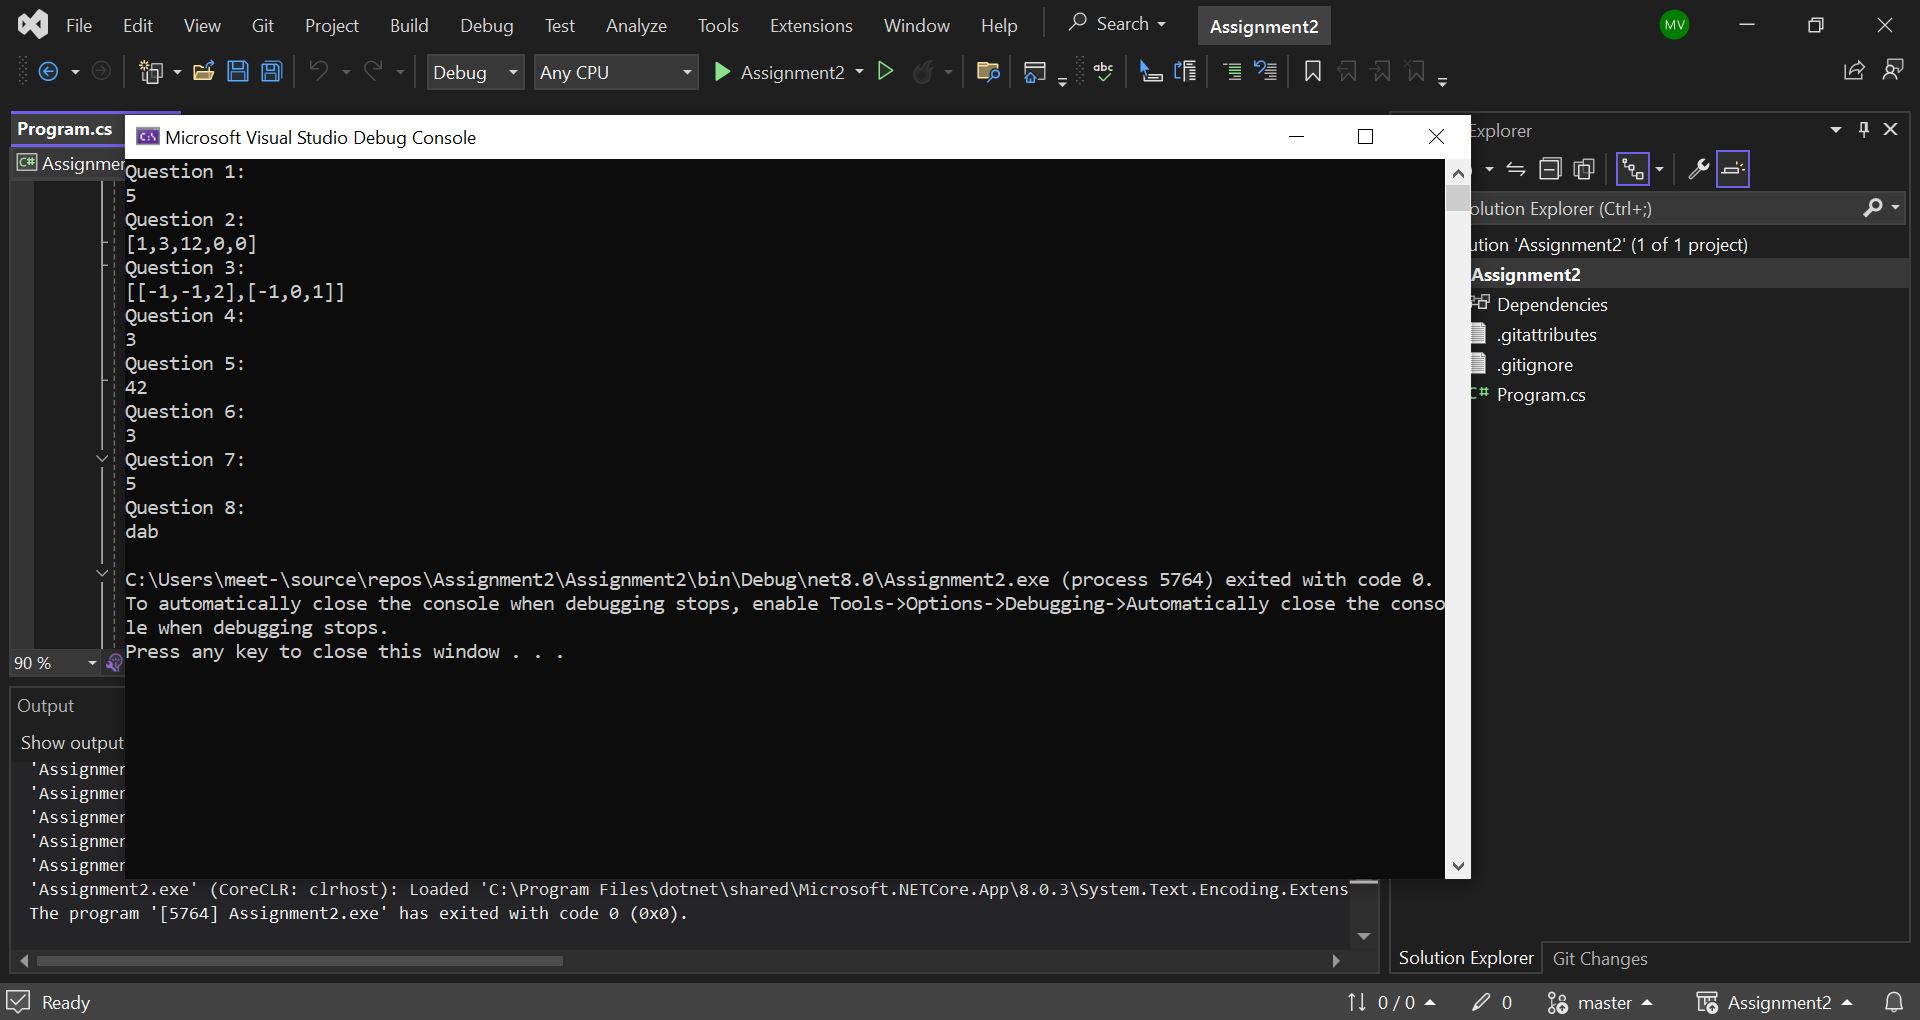 File Edit View Git Project Build Debug Test Analyze Tools Extensions Window Help Search Assignment2 MV
Debug Any CPU Assignment2 abc
Program.cs
C# Assignmen
Microsoft Visual Studio Debug Console
Question 1:
5
Question 2:
[1,3,12,0,0]
Question 3:
[[-1,-1,2],[-1,0,1]]
Question 4:
3
Question 5:
42
Question 6:
3
Question 7:
5
Question 8:
dab
C:\Users\meet-\source\repos\Assignment2\Assignment2\bin\Debug\net8.0\Assignment2.exe (process 5764) exited with code 0.
To automatically close the console when debugging stops, enable Tools->Options->Debugging->Automatically close the conso
le when debugging stops.
Press any key to close this window . . .
Explorer
olution Explorer (Ctrl+;)
ution 'Assignment2' (1 of 1 project)
Assignment2
Dependencies
.gitattributes
.gitignore
C# Program.cs
90 %
Output
Show output
'Assignmen
'Assignmen
'Assignmen
'Assignmen
'Assignmen
'Assignment2.exe' (CoreCLR: clrhost): Loaded 'C:\Program Files\dotnet\shared\Microsoft.NETCore.App\8.0.3\System.Text.Encoding.Extens
The program '[5764] Assignment2.exe' has exited with code 0 (0x0).
Solution Explorer Git Changes
Ready 0 / 0 0 master Assignment2